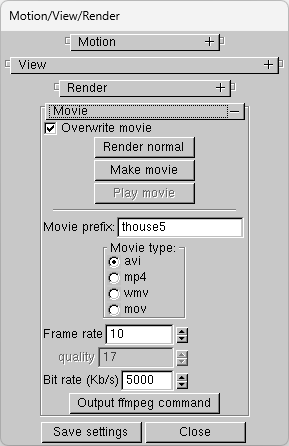 Motion/View/Render
Motion +
View +
Render +
Movie −
Overwrite movie
Render normal
Make movie
Play movie
Movie prefix: thouse5
Movie type:
avi
mp4
wmv
mov
Frame rate 10
quality 17
Bit rate (Kb/s) 5000
Output ffmpeg command
Save settings Close